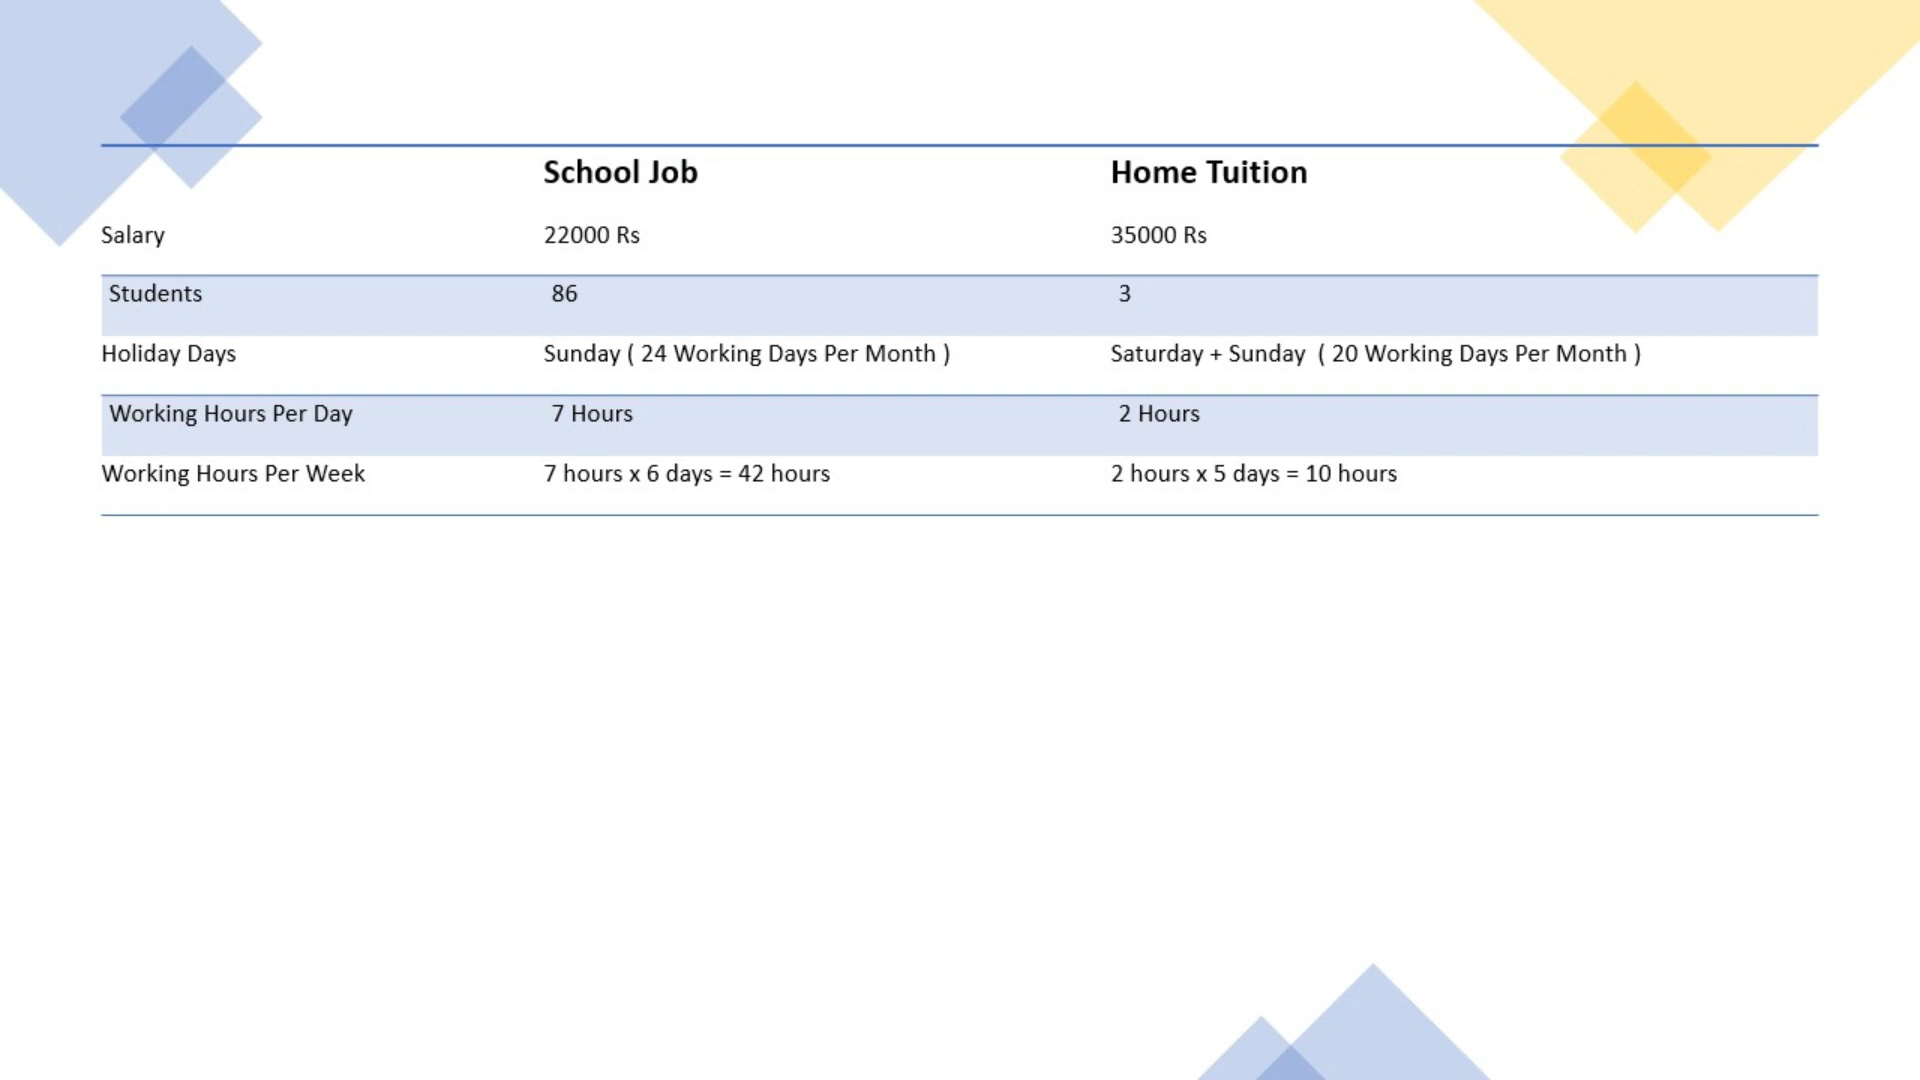 School Job Home Tuition
Salary 22000 Rs 35000 Rs
Students 86 3
Holiday Days Sunday ( 24 Working Days Per Month ) Saturday + Sunday ( 20 Working Days Per Month )
Working Hours Per Day 7 Hours 2 Hours
Working Hours Per Week 7 hours x 6 days = 42 hours 2 hours x 5 days = 10 hours